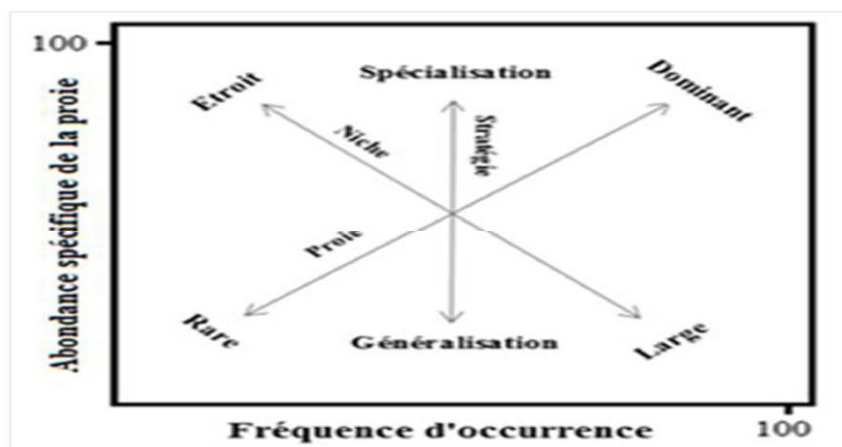 100
Abondance spécifique de la proie
Etroit
Spécialisation
Dominant
Niche
Stratégie
Proie
Rare
Généralisation
Large
Fréquence d'occurrence
100